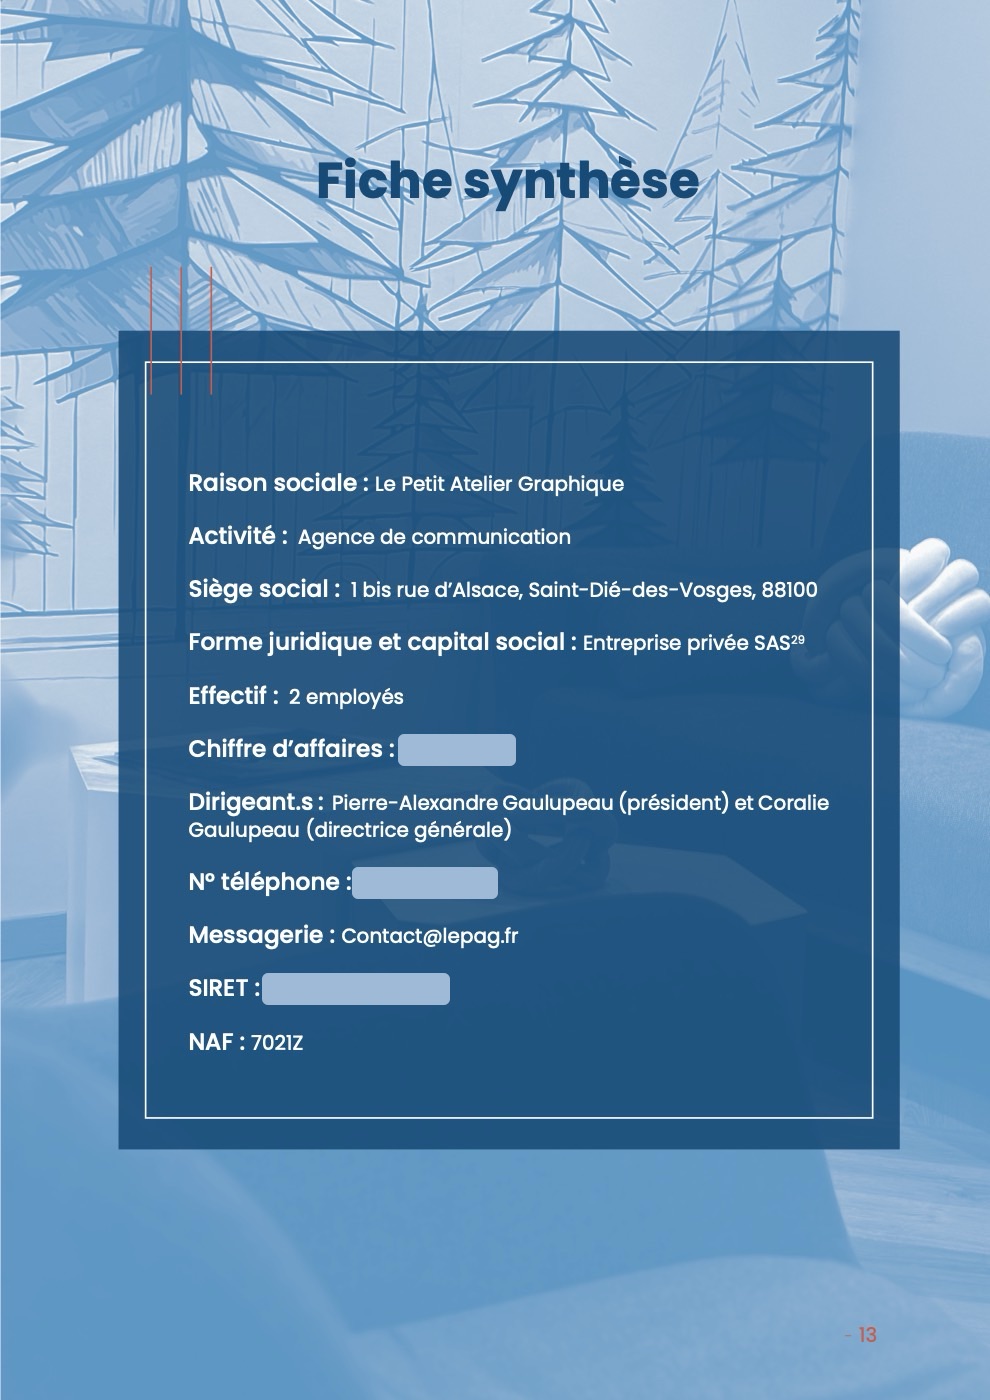 Fiche synthèse
Raison sociale : Le Petit Atelier Graphique
Activité : Agence de communication
Siège social : 1 bis rue d’Alsace, Saint-Dié-des-Vosges, 88100
Forme juridique et capital social : Entreprise privée SAS²⁹
Effectif : 2 employés
Chiffre d’affaires :
Dirigeant.s : Pierre-Alexandre Gaulupeau (président) et Coralie
Gaulupeau (directrice générale)
N° téléphone :
Messagerie : Contact@lepag.fr
SIRET :
NAF : 7021Z
- 13